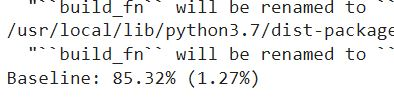 "``build_fn`` will be renamed to ``
/usr/local/lib/python3.7/dist-package
"``build_fn`` will be renamed to ``
Baseline: 85.32% (1.27%)